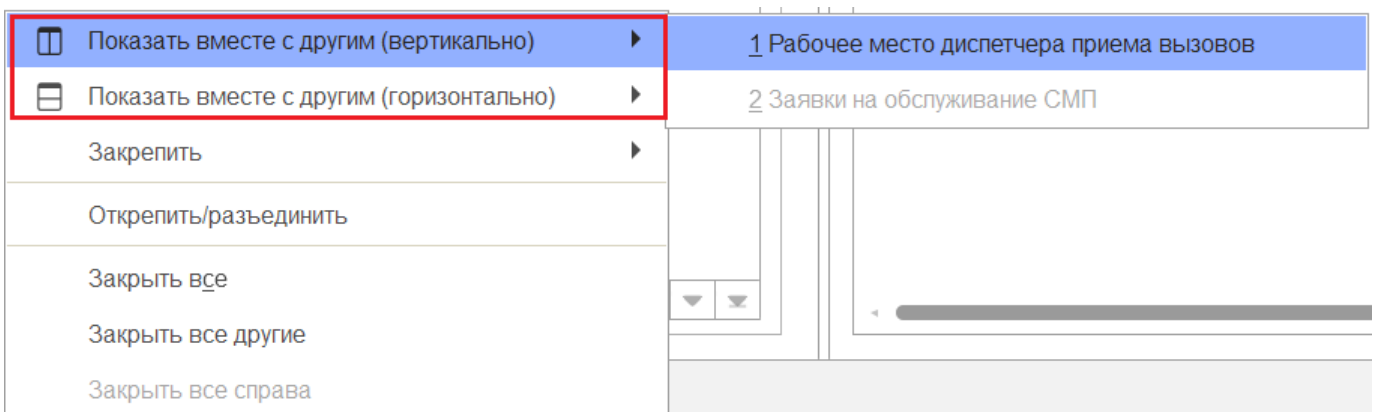 Показать вместе с другим (вертикально)
1 Рабочее место диспетчера приема вызовов
Показать вместе с другим (горизонтально)
2 Заявки на обслуживание СМП
Закрепить
Открепить/разъединить
Закрыть все
Закрыть все другие
Закрыть все справа